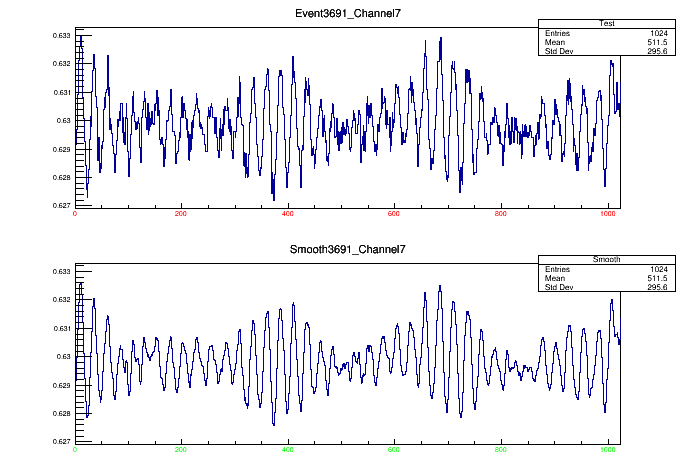 Event3691_Channel7
Test
Entries 1024
Mean 511.5
Std Dev 295.6
0.633
0.632
0.631
0.63
0.629
0.628
0.627
0 200 400 600 800 1000
Smooth3691_Channel7
Smooth
Entries 1024
Mean 511.5
Std Dev 295.6
0.633
0.632
0.631
0.63
0.629
0.628
0.627
0 200 400 600 800 1000